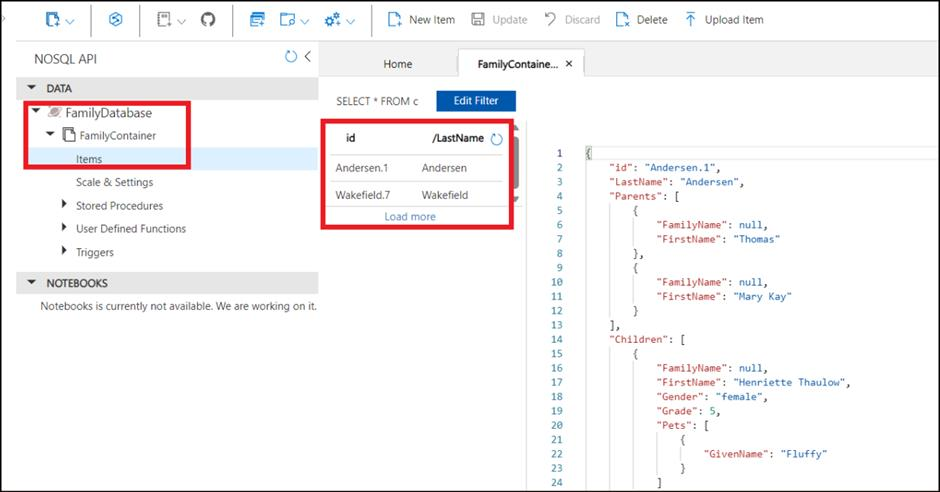 New Item Update Discard Delete Upload Item
NOSQL API
DATA
FamilyDatabase
FamilyContainer
Items
Scale & Settings
Stored Procedures
User Defined Functions
Triggers
NOTEBOOKS
Notebooks is currently not available. We are working on it.
Home FamilyContaine...
SELECT * FROM c Edit Filter
id /LastName
Andersen.1 Andersen
Wakefield.7 Wakefield
Load more
1 {
2 "id": "Andersen.1",
3 "LastName": "Andersen",
4 "Parents": [
5 {
6 "FamilyName": null,
7 "FirstName": "Thomas"
8 },
9 {
10 "FamilyName": null,
11 "FirstName": "Mary Kay"
12 }
13 ],
14 "Children": [
15 {
16 "FamilyName": null,
17 "FirstName": "Henriette Thaulow",
18 "Gender": "female",
19 "Grade": 5,
20 "Pets": [
21 {
22 "GivenName": "Fluffy"
23 }
24 ]